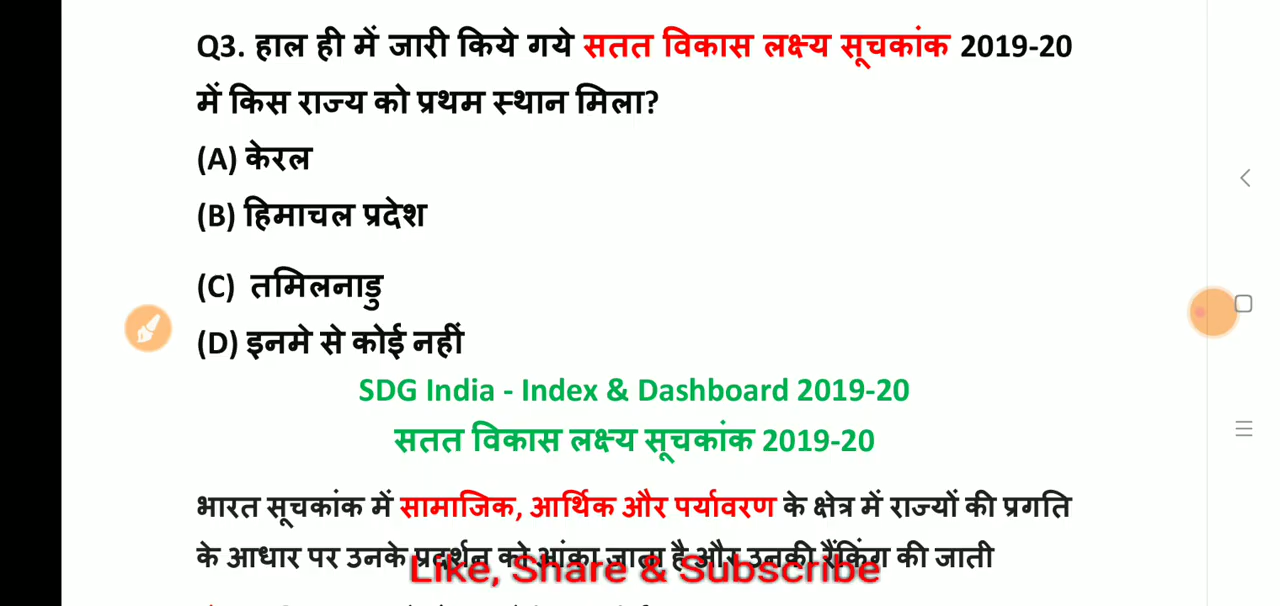 Q3. हाल ही में जारी किये गये सतत विकास लक्ष्य सूचकांक 2019-20
में किस राज्य को प्रथम स्थान मिला?
(A) केरल
(B) हिमाचल प्रदेश
(C) तमिलनाडु
(D) इनमे से कोई नहीं
SDG India - Index & Dashboard 2019-20
सतत विकास लक्ष्य सूचकांक 2019-20
भारत सूचकांक में सामाजिक, आर्थिक और पर्यावरण के क्षेत्र में राज्यों की प्रगति
के आधार पर उनके प्रदर्शन को आंका जाता है और उनकी रैंकिंग की जाती
Like, Share & Subscribe